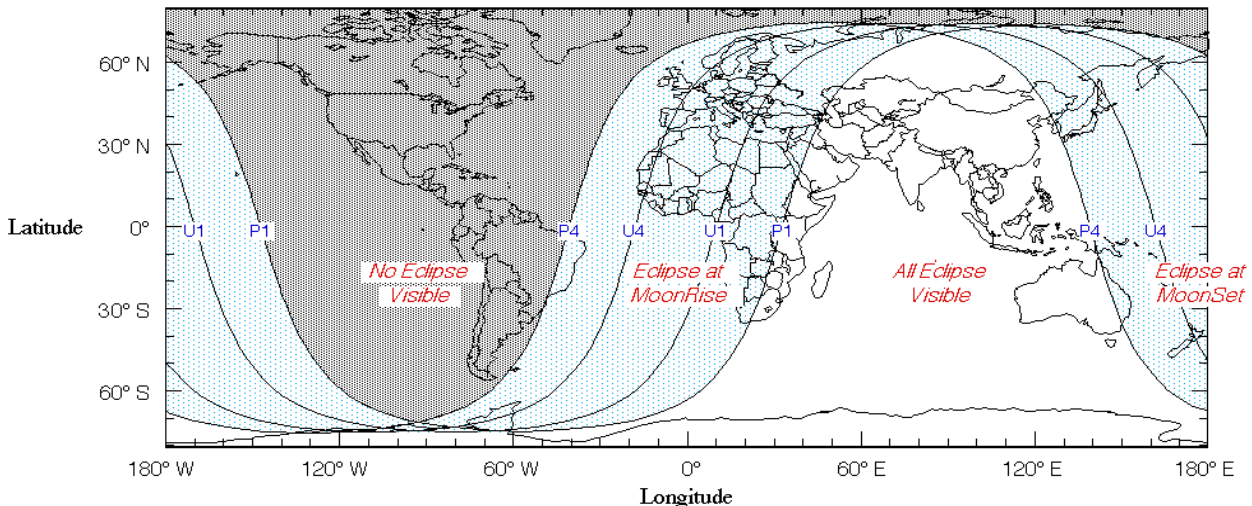 60° N
30° N
Latitude
0°
U1
P1
P4
U4
U1
P1
P4
U4
No Eclipse
Visible
Eclipse at
MoonRise
All Eclipse
Visible
Eclipse at
MoonSet
30° S
60° S
180° W
120° W
60° W
0°
60° E
120° E
180° E
Longitude